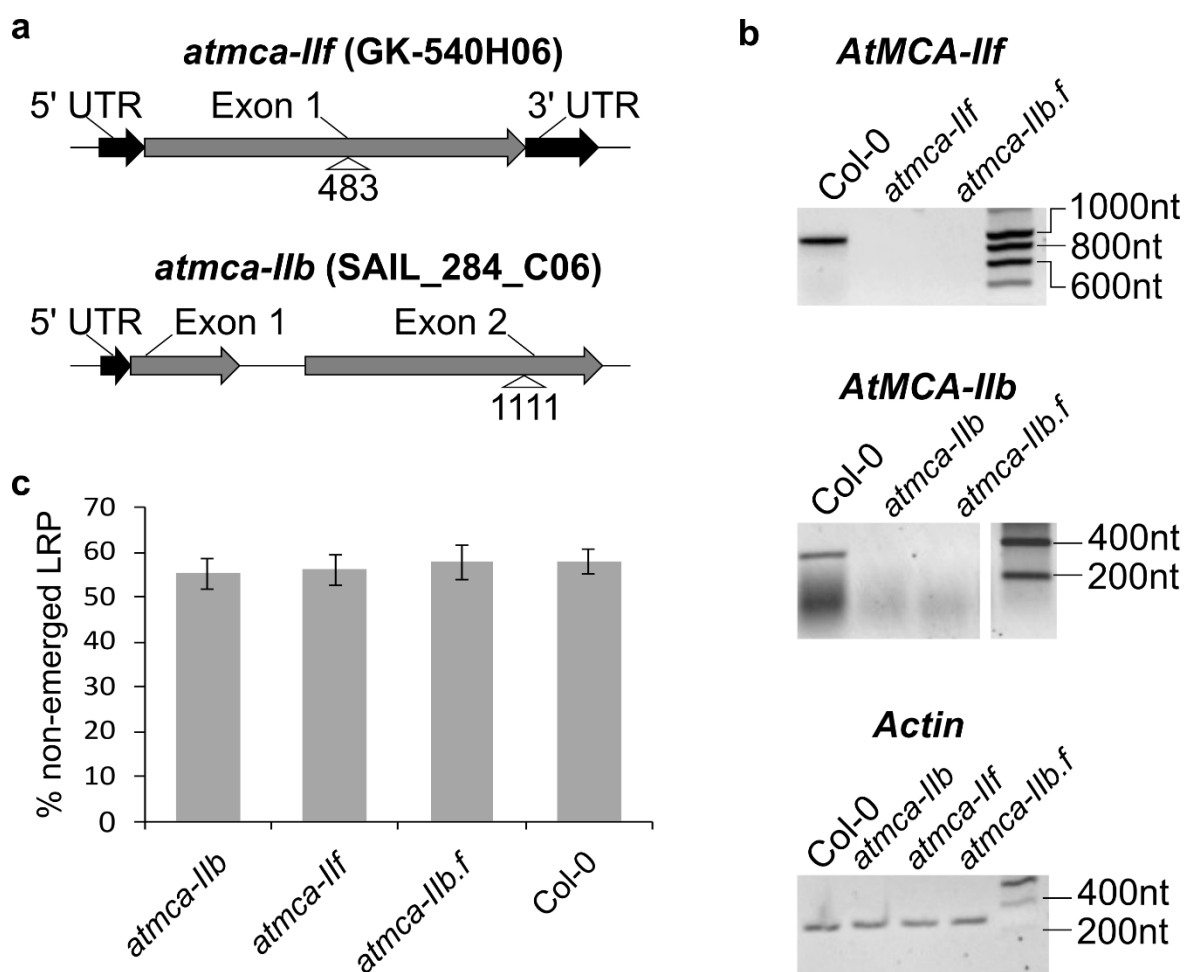 a
atmca-IIf (GK-540H06)
5' UTR Exon 1 3' UTR
483
atmca-IIb (SAIL_284_C06)
5' UTR Exon 1 Exon 2
1111
b
AtMCA-IIf
Col-0 atmca-IIf atmca-IIb.f
1000nt
800nt
600nt
AtMCA-IIb
Col-0 atmca-IIb atmca-IIb.f
400nt
200nt
Actin
Col-0 atmca-IIb atmca-IIf atmca-IIb.f
400nt
200nt
c
% non-emerged LRP
70
60
50
40
30
20
10
0
atmca-IIb atmca-IIf atmca-IIb.f Col-0